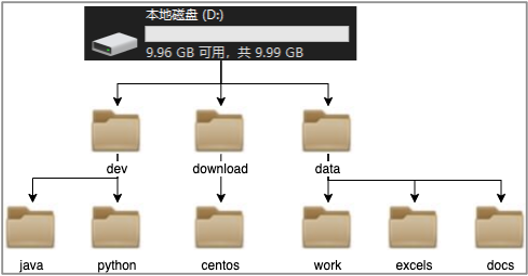 本地磁盘 (D:)
9.96 GB 可用，共 9.99 GB
dev
download
data
java
python
centos
work
excels
docs